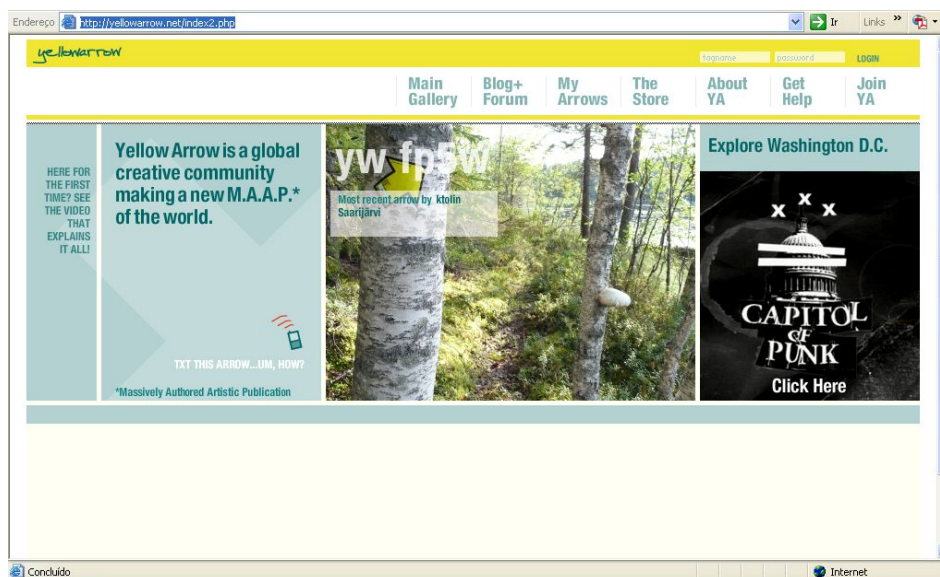 Endereço http://yellowarrow.net/index2.php Ir Links »
yellowarrow
tagname password LOGIN
Main Gallery
Blog+ Forum
My Arrows
The Store
About YA
Get Help
Join YA
HERE FOR
THE FIRST
TIME? SEE
THE VIDEO
THAT
EXPLAINS
IT ALL!
Yellow Arrow is a global
creative community
making a new M.A.A.P.*
of the world.
TXT THIS ARROW...UM, HOW?
*Massively Authored Artistic Publication
yw fp5w
Most recent arrow by ktolin
Saarijärvi
Explore Washington D.C.
x x x
CAPITOL
OF
PUNK
Click Here
Concluído Internet